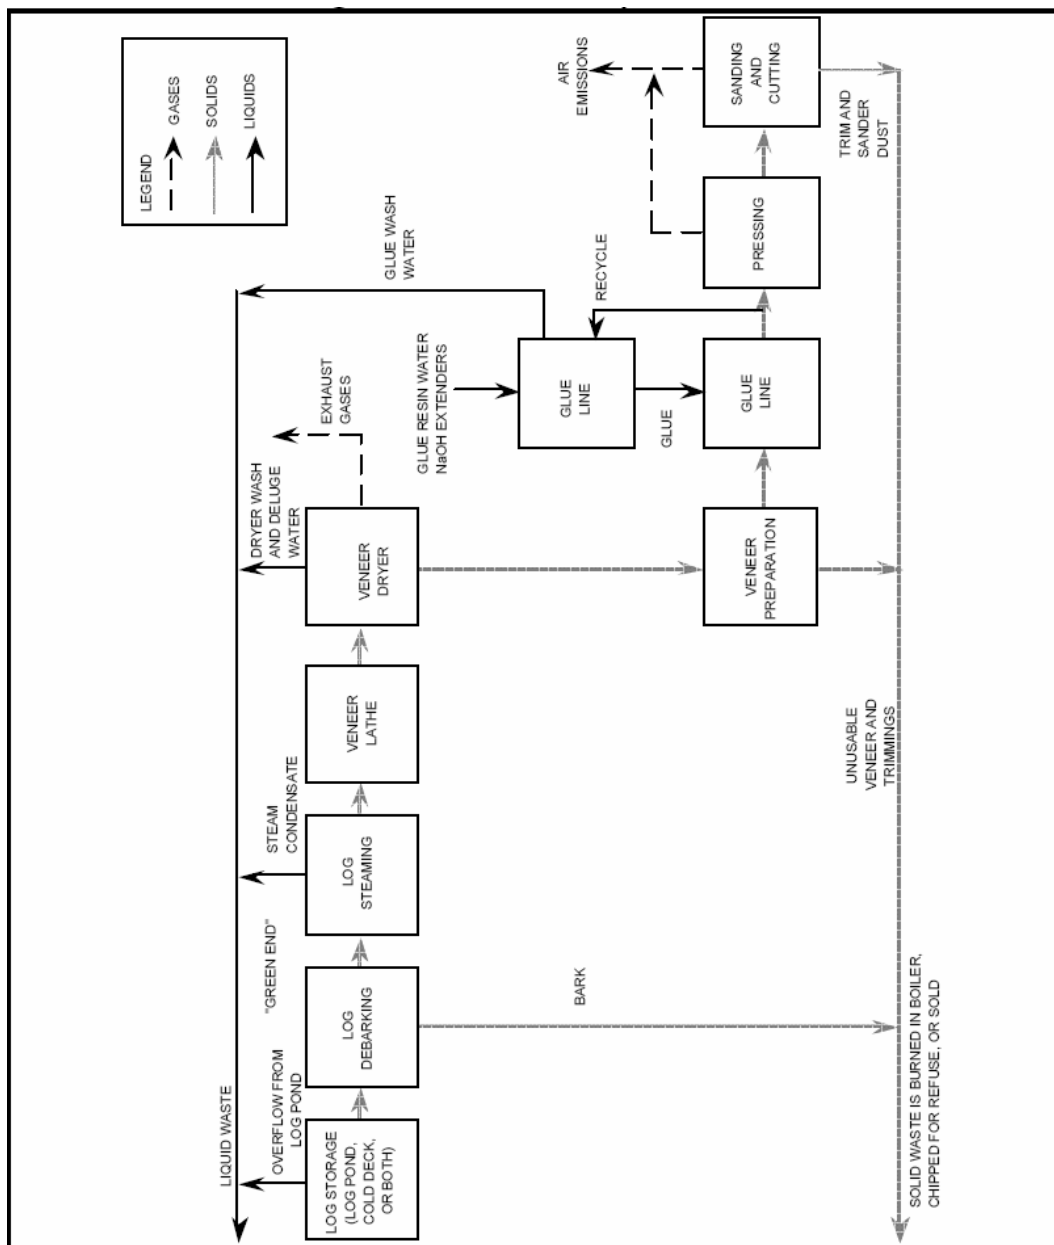 LEGEND
GASES
SOLIDS
LIQUIDS
LIQUID WASTE
OVERFLOW FROM
LOG POND
"GREEN END"
STEAM
CONDENSATE
DRYER WASH
AND DELUGE
WATER
EXHAUST
GASES
GLUE WASH
WATER
LOG STORAGE
(LOG POND,
COLD DECK,
OR BOTH)
LOG
DEBARKING
LOG
STEAMING
VENEER
LATHE
VENEER
DRYER
GLUE RESIN WATER
NaOH EXTENDERS
GLUE
LINE
RECYCLE
GLUE
AIR
EMISSIONS
BARK
VENEER
PREPARATION
GLUE
LINE
PRESSING
SANDING
AND
CUTTING
TRIM AND
SANDER
DUST
UNUSABLE
VENEER AND
TRIMMINGS
SOLID WASTE IS BURNED IN BOILER,
CHIPPED FOR REFUSE, OR SOLD